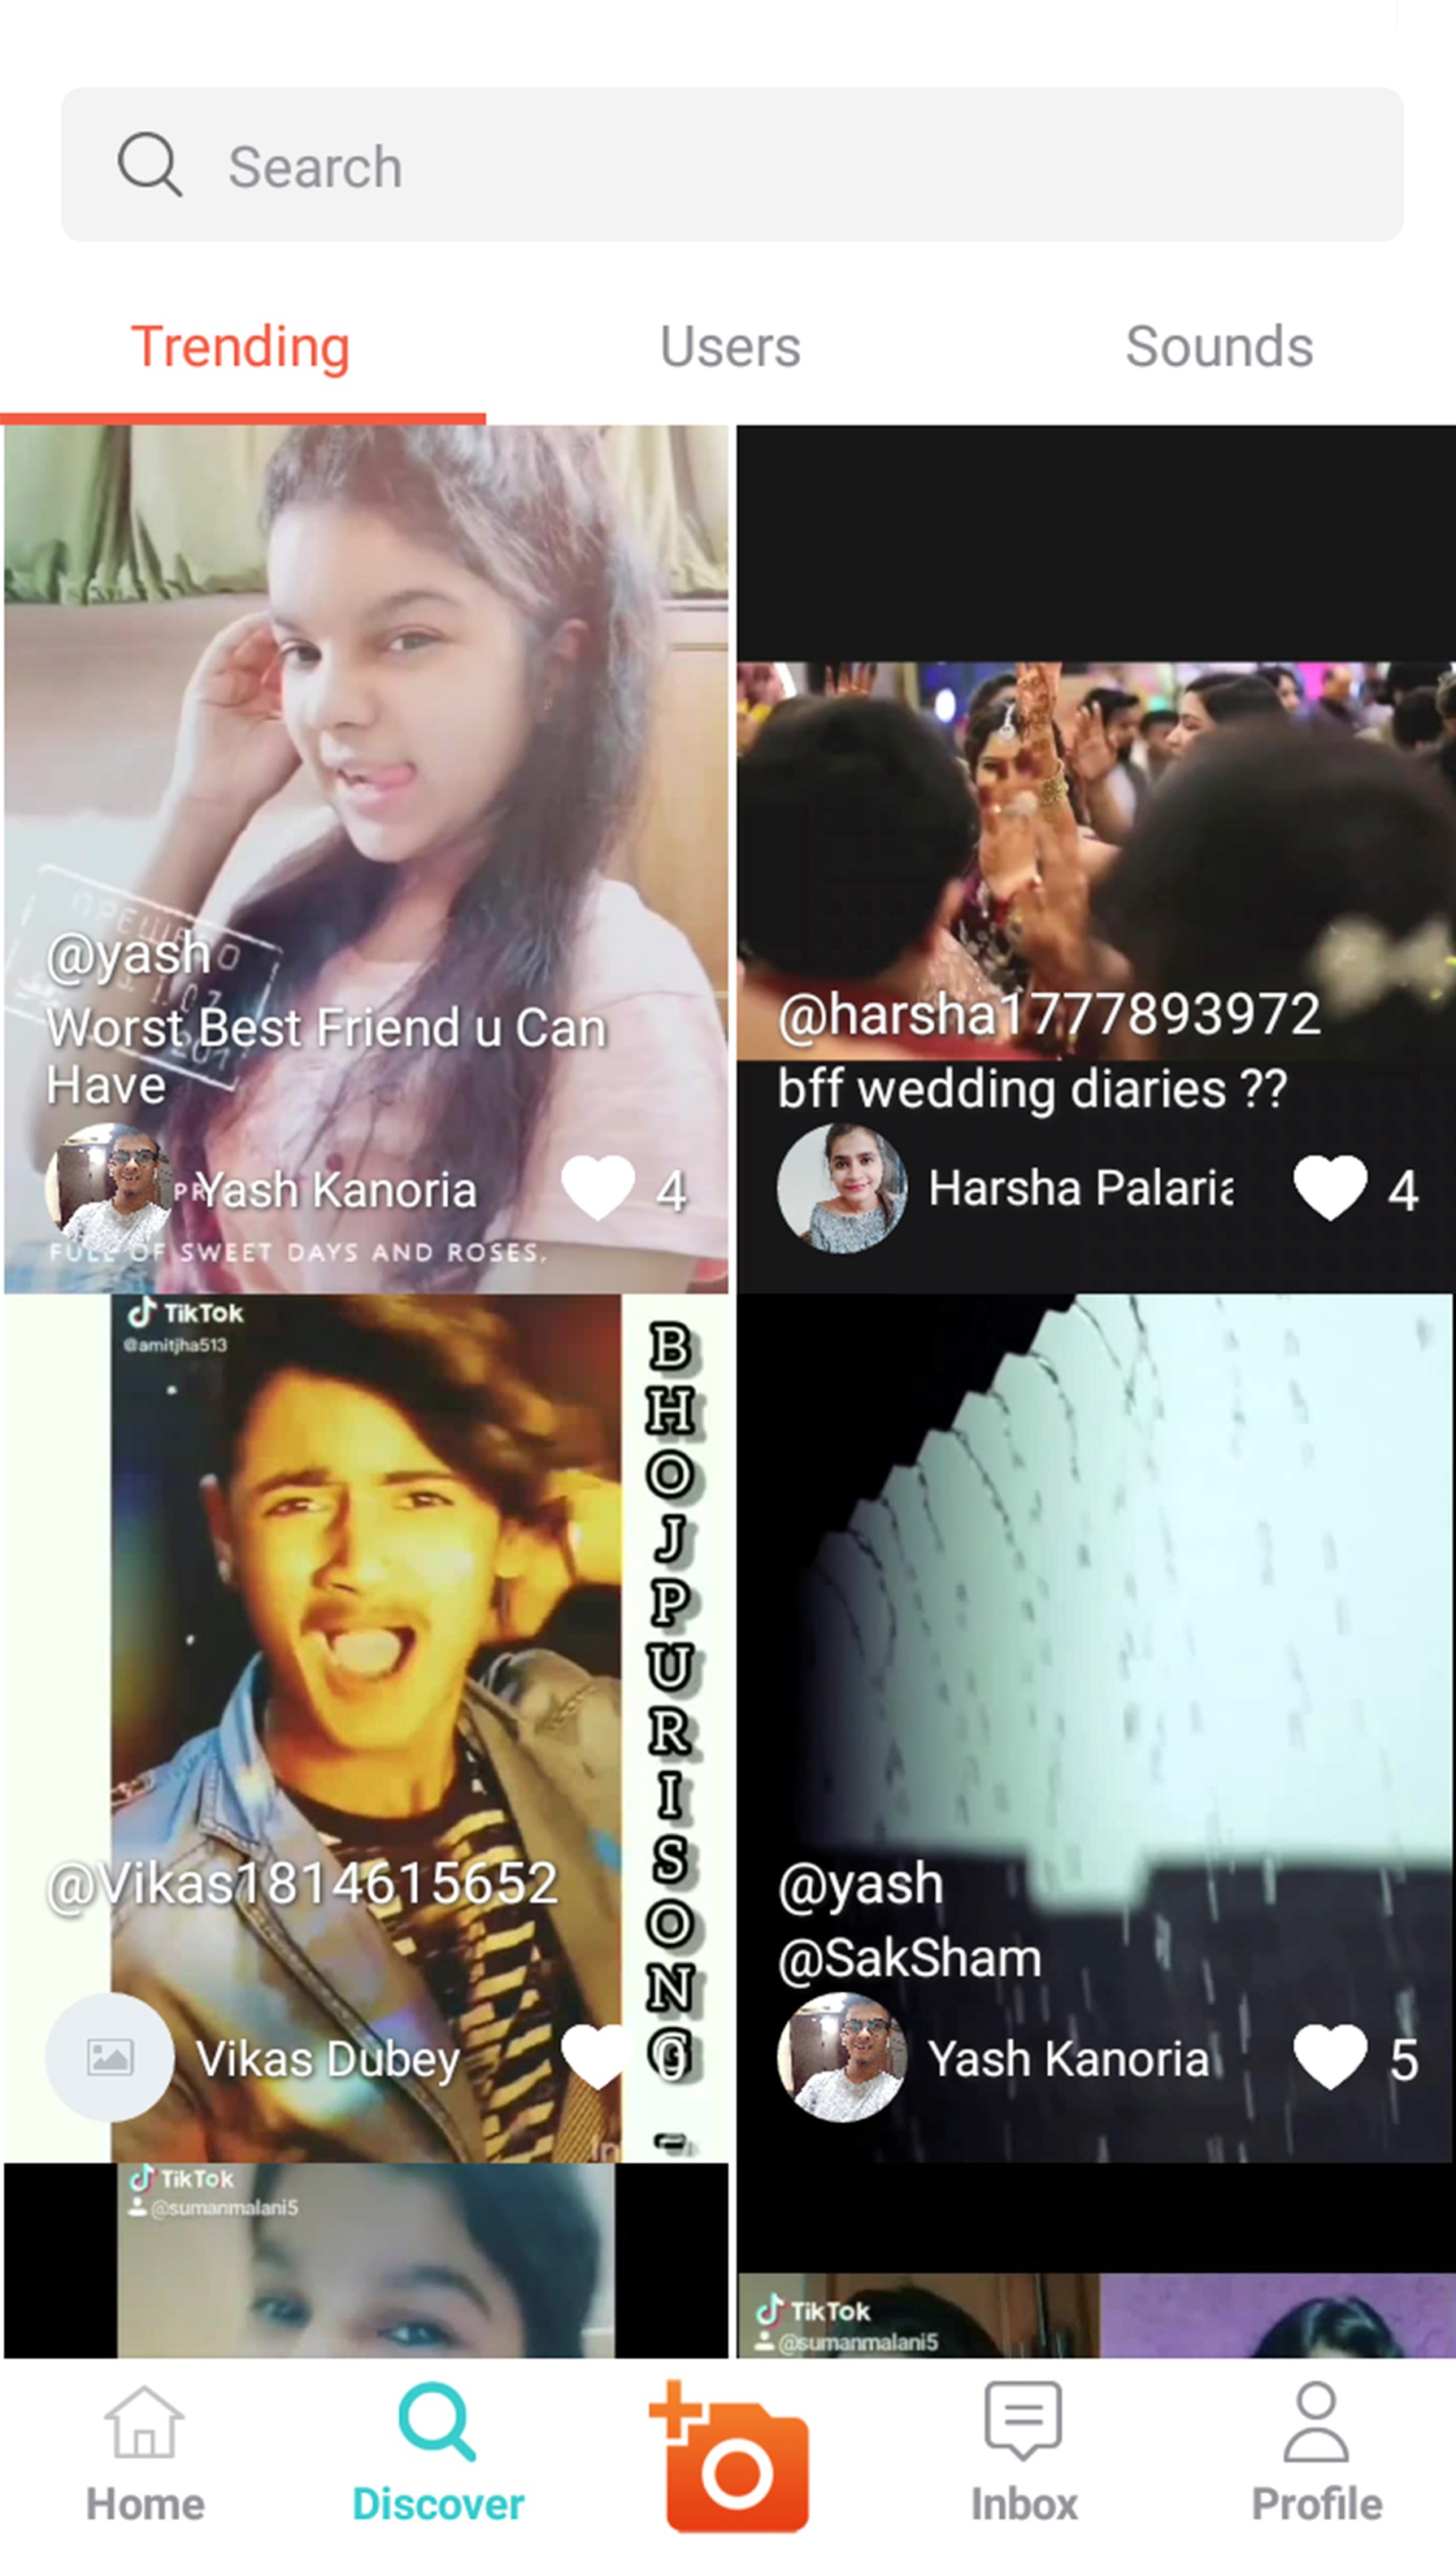 Search
Trending
Users
Sounds
@yash
Worst Best Friend u Can
Have
Yash Kanoria
4
FULL OF SWEET DAYS AND ROSES,
@harsha1777893972
bff wedding diaries ??
Harsha Palaria
4
TikTok
@amitjha513
BHOJPURISONG -
@Vikas1814615652
Vikas Dubey
@yash
@SakSham
Yash Kanoria
5
TikTok
@sumanmalani5
TikTok
@sumanmalani5
Home
Discover
Inbox
Profile